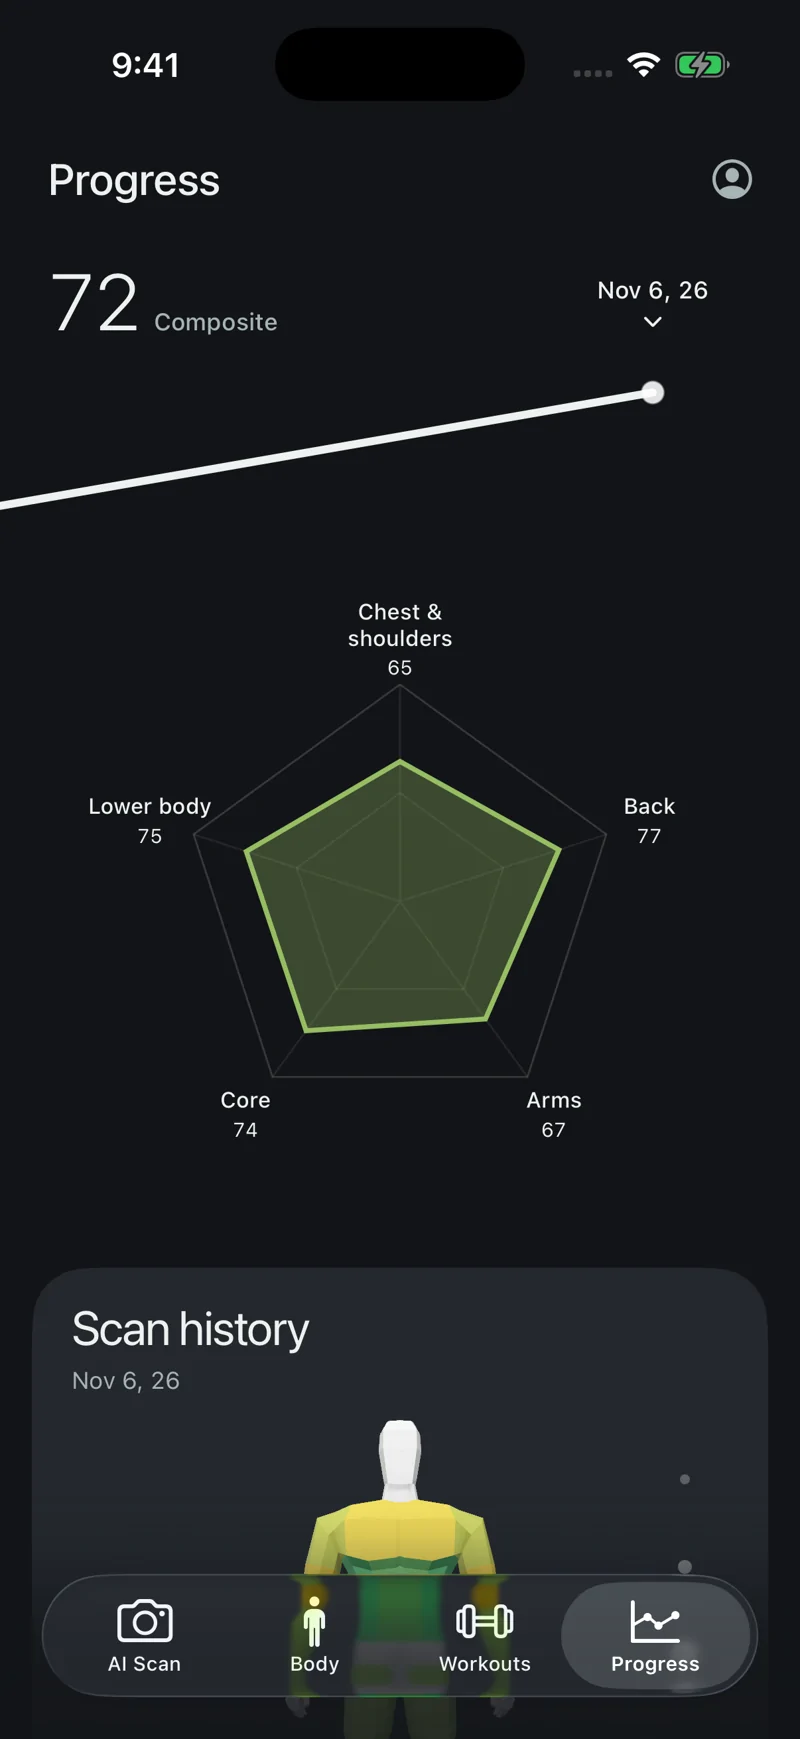 9:41
Progress
72 Composite
Nov 6, 26
Chest &
shoulders
65
Lower body
75
Back
77
Core
74
Arms
67
Scan history
Nov 6, 26
AI Scan
Body
Workouts
Progress